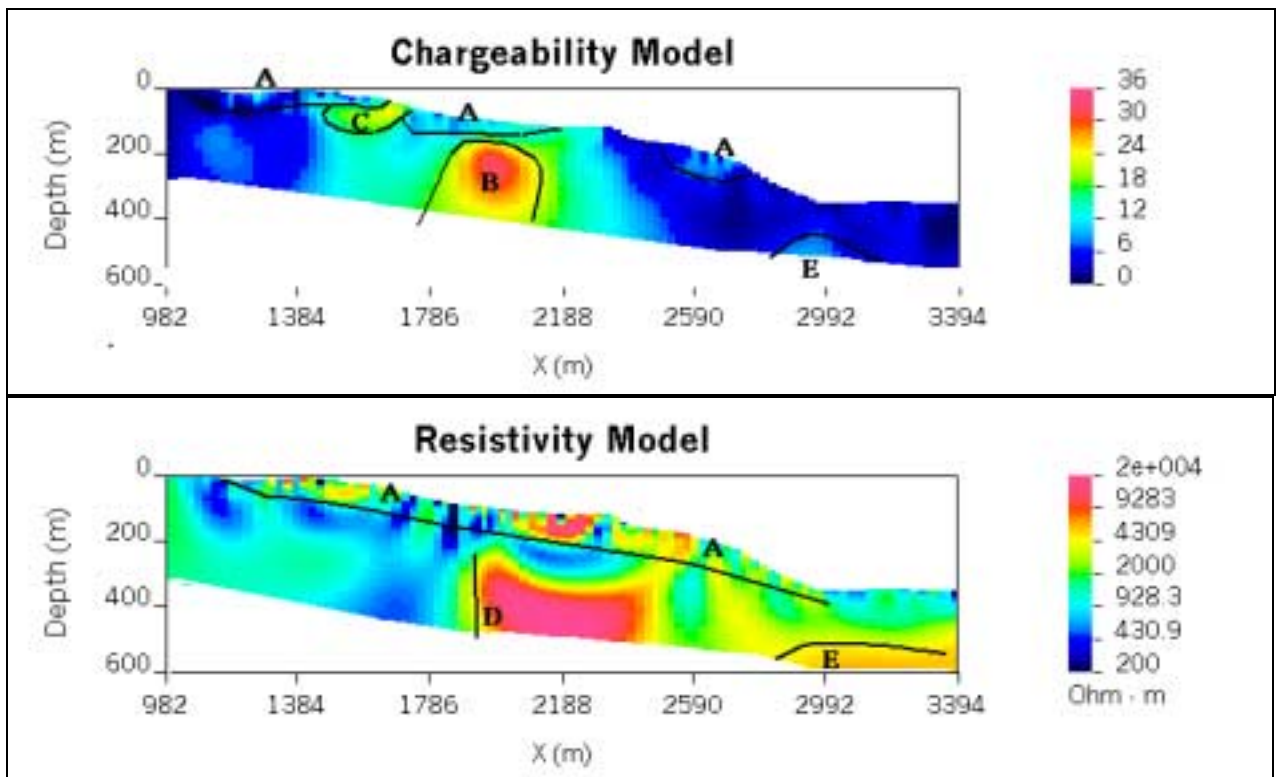 Chargeability Model
A
A
A
B
C
E
Depth (m)
0
200
400
600
982 1384 1786 2188 2590 2992 3394
X (m)
36
30
24
18
12
6
0
Resistivity Model
A
A
D
E
Depth (m)
0
200
400
600
982 1384 1786 2188 2590 2992 3394
X (m)
2e+004
9283
4309
2000
928.3
430.9
200
Ohm - m